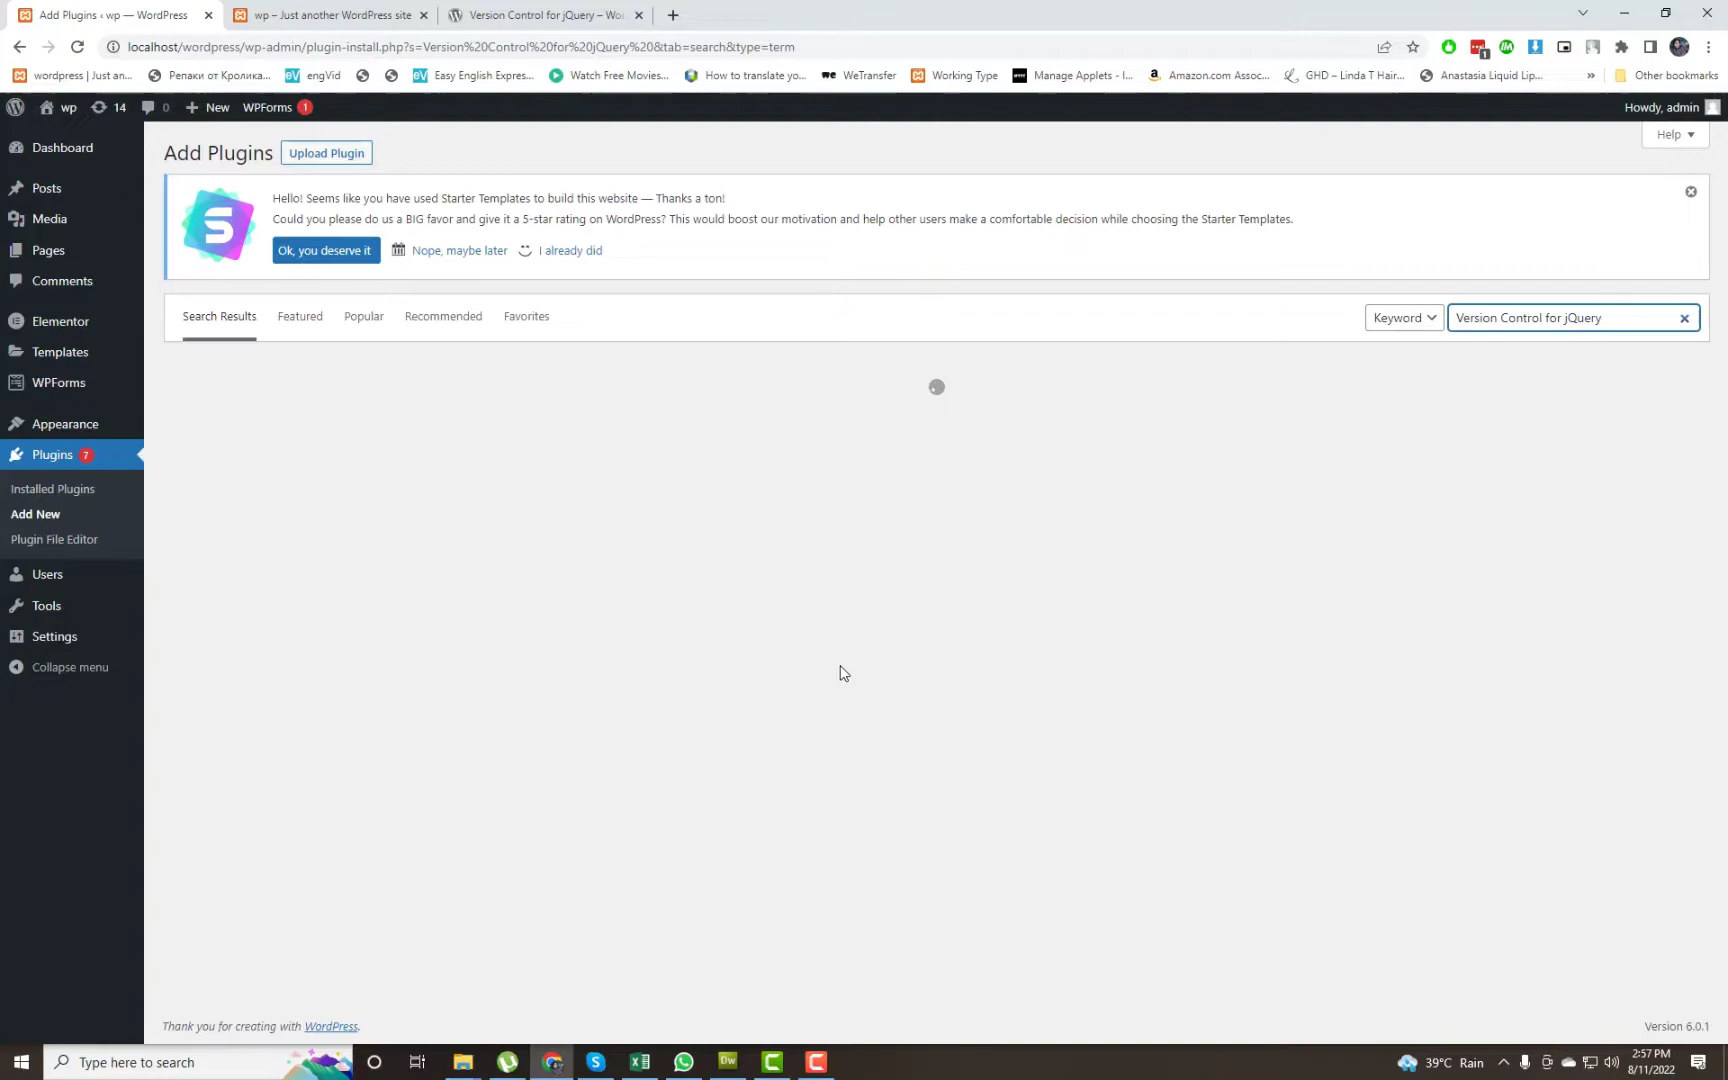 Add Plugins ‹ wp — WordPress
wp – Just another WordPress site
Version Control for jQuery – Wo
localhost/wordpress/wp-admin/plugin-install.php?s=Version%20Control%20for%20jQuery%20&tab=search&type=term
1
wordpress | Just an...
Репаки от Кролика...
eV engVid
eV Easy English Expres...
Watch Free Movies...
How to translate yo...
we WeTransfer
Working Type
Manage Applets - I...
Amazon.com Assoc...
GHD – Linda T Hair...
Anastasia Liquid Lip...
»
Other bookmarks
wp
14
0
+ New
WPForms 1
Howdy, admin
Help
Dashboard
Posts
Media
Pages
Comments
Elementor
Templates
WPForms
Appearance
Plugins 7
Installed Plugins
Add New
Plugin File Editor
Users
Tools
Settings
Collapse menu
Add Plugins
Upload Plugin
S
Hello! Seems like you have used Starter Templates to build this website — Thanks a ton!
Could you please do us a BIG favor and give it a 5-star rating on WordPress? This would boost our motivation and help other users make a comfortable decision while choosing the Starter Templates.
Ok, you deserve it
Nope, maybe later
I already did
Search Results
Featured
Popular
Recommended
Favorites
Keyword
Version Control for jQuery
Thank you for creating with WordPress.
Version 6.0.1
Type here to search
Dw
39°C Rain
2:57 PM
8/11/2022